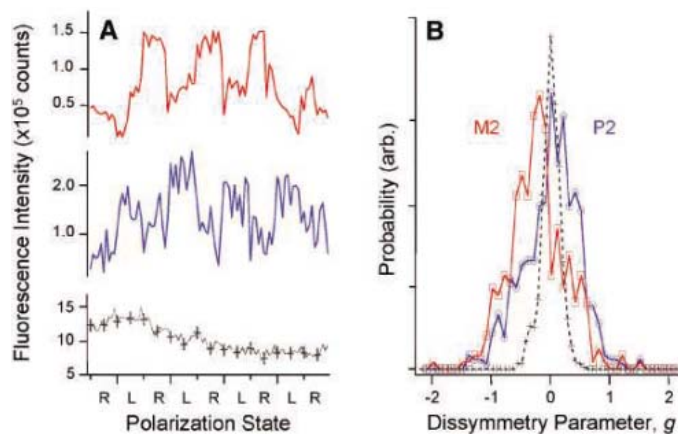 A
Fluorescence Intensity (x10⁵ counts)
1.5
1.0
0.5
2.0
1.0
15
10
5
R L R L R L R L R
Polarization State
B
M2
P2
Probability (arb.)
-2 -1 0 1 2
Dissymmetry Parameter, g